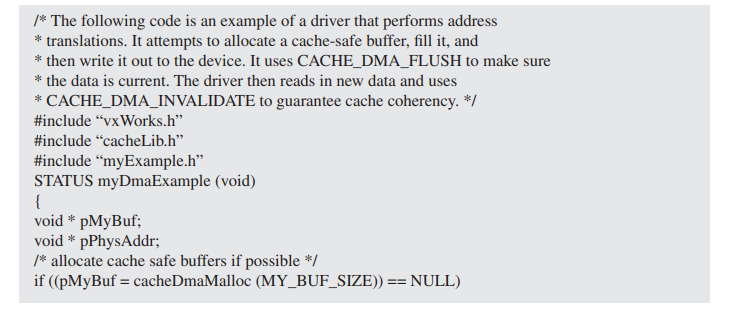 /* The following code is an example of a driver that performs address
* translations. It attempts to allocate a cache-safe buffer, fill it, and
* then write it out to the device. It uses CACHE_DMA_FLUSH to make sure
* the data is current. The driver then reads in new data and uses
* CACHE_DMA_INVALIDATE to guarantee cache coherency. */
#include “vxWorks.h”
#include “cacheLib.h”
#include “myExample.h”
STATUS myDmaExample (void)
{
void * pMyBuf;
void * pPhysAddr;
/* allocate cache safe buffers if possible */
if ((pMyBuf = cacheDmaMalloc (MY_BUF_SIZE)) == NULL)